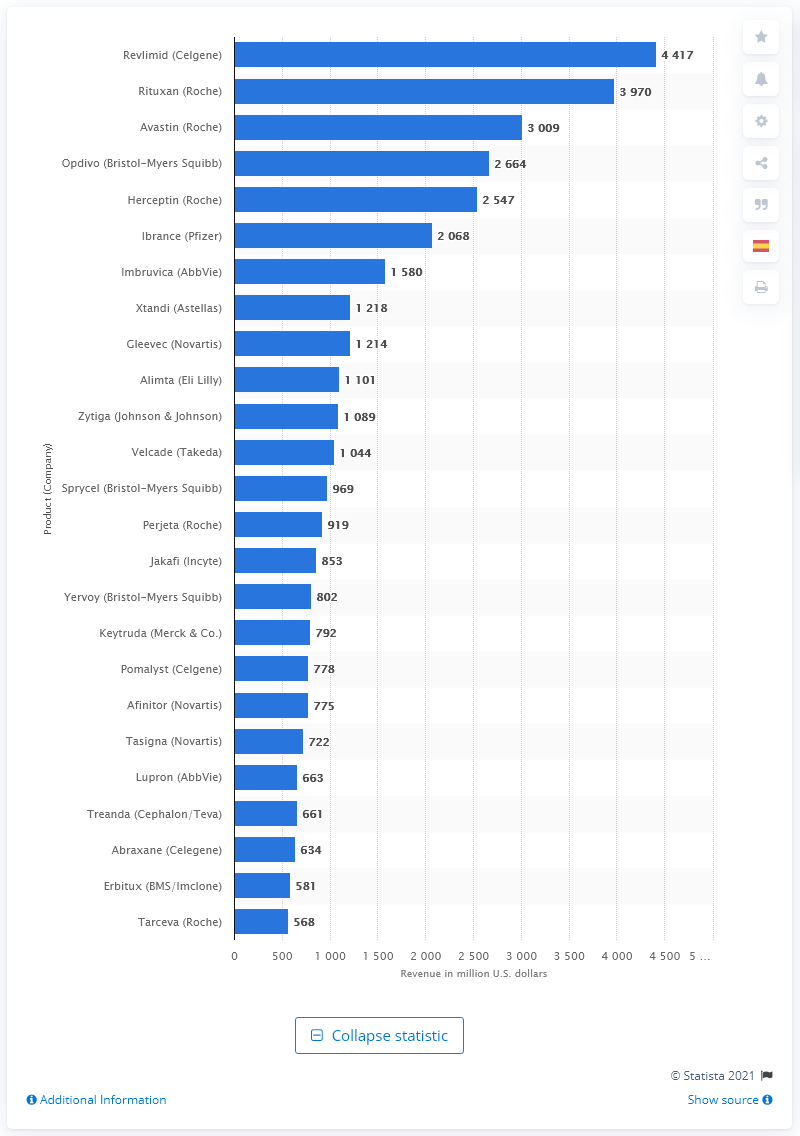 Revlimid (Celgene) 4 417
Rituxan (Roche) 3 970
Avastin (Roche) 3 009
Opdivo (Bristol-Myers Squibb) 2 664
Herceptin (Roche) 2 547
Ibrance (Pfizer) 2 068
Imbruvica (AbbVie) 1 580
Xtandi (Astellas) 1 218
Gleevec (Novartis) 1 214
Alimta (Eli Lilly) 1 101
Zytiga (Johnson & Johnson) 1 089
Velcade (Takeda) 1 044
Sprycel (Bristol-Myers Squibb) 969
Perjeta (Roche) 919
Jakafi (Incyte) 853
Yervoy (Bristol-Myers Squibb) 802
Keytruda (Merck & Co.) 792
Pomalyst (Celgene) 778
Afinitor (Novartis) 775
Tasigna (Novartis) 722
Lupron (AbbVie) 663
Treanda (Cephalon/Teva) 661
Abraxane (Celegene) 634
Erbitux (BMS/Imclone) 581
Tarceva (Roche) 568
Product (Company)
0 500 1 000 1 500 2 000 2 500 3 000 3 500 4 000 4 500 5 ...
Revenue in million U.S. dollars
Collapse statistic
© Statista 2021
Additional Information Show source